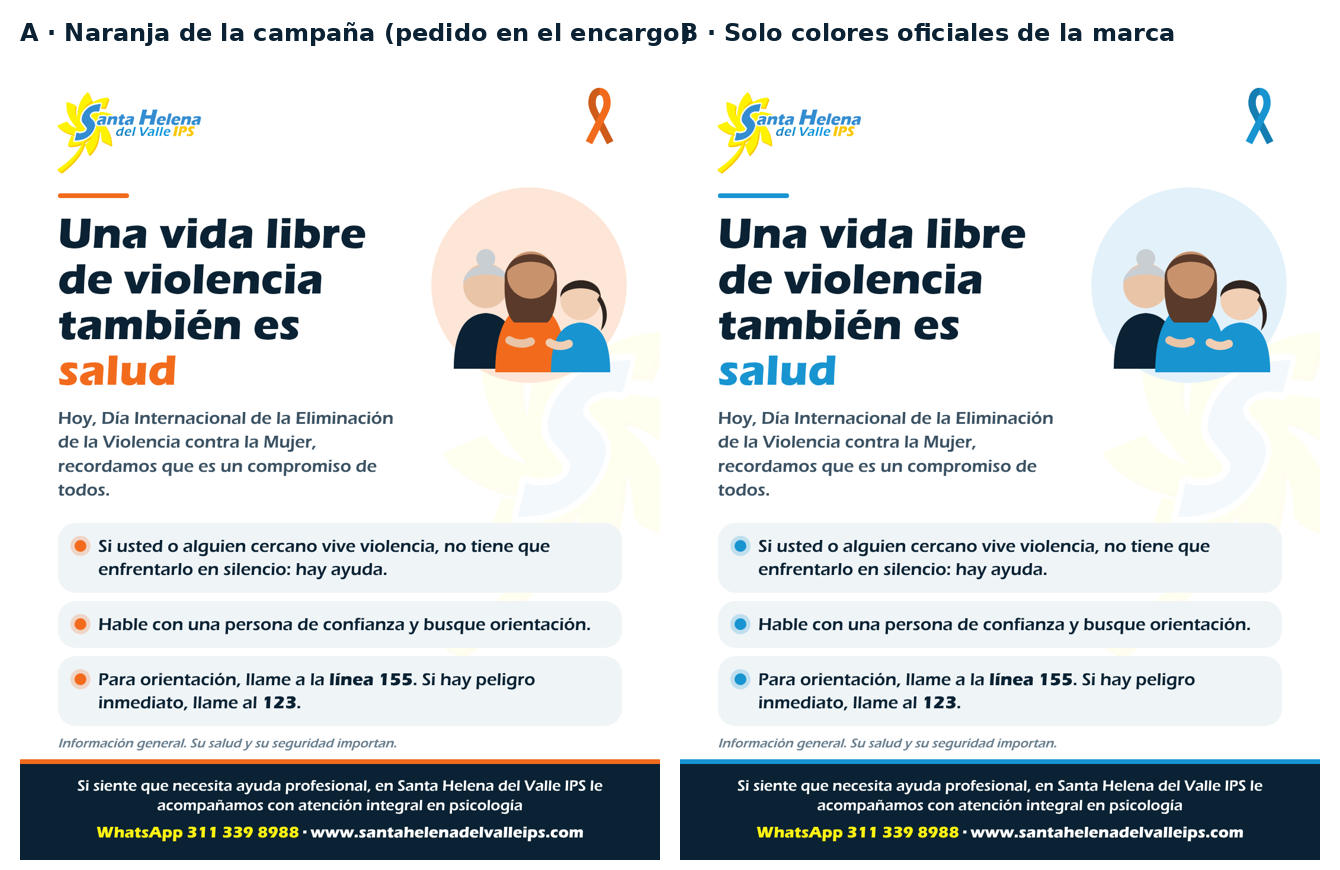 A · Naranja de la campaña (pedido en el encargo)
Santa Helena
del Valle IPS
Una vida libre
de violencia
también es
salud
Hoy, Día Internacional de la Eliminación
de la Violencia contra la Mujer,
recordamos que es un compromiso de
todos.
Si usted o alguien cercano vive violencia, no tiene que
enfrentarlo en silencio: hay ayuda.
Hable con una persona de confianza y busque orientación.
Para orientación, llame a la línea 155. Si hay peligro
inmediato, llame al 123.
Información general. Su salud y su seguridad importan.
Si siente que necesita ayuda profesional, en Santa Helena del Valle IPS le
acompañamos con atención integral en psicología
WhatsApp 311 339 8988 · www.santahelenadelvalleips.com
B · Solo colores oficiales de la marca
Santa Helena
del Valle IPS
Una vida libre
de violencia
también es
salud
Hoy, Día Internacional de la Eliminación
de la Violencia contra la Mujer,
recordamos que es un compromiso de
todos.
Si usted o alguien cercano vive violencia, no tiene que
enfrentarlo en silencio: hay ayuda.
Hable con una persona de confianza y busque orientación.
Para orientación, llame a la línea 155. Si hay peligro
inmediato, llame al 123.
Información general. Su salud y su seguridad importan.
Si siente que necesita ayuda profesional, en Santa Helena del Valle IPS le
acompañamos con atención integral en psicología
WhatsApp 311 339 8988 · www.santahelenadelvalleips.com